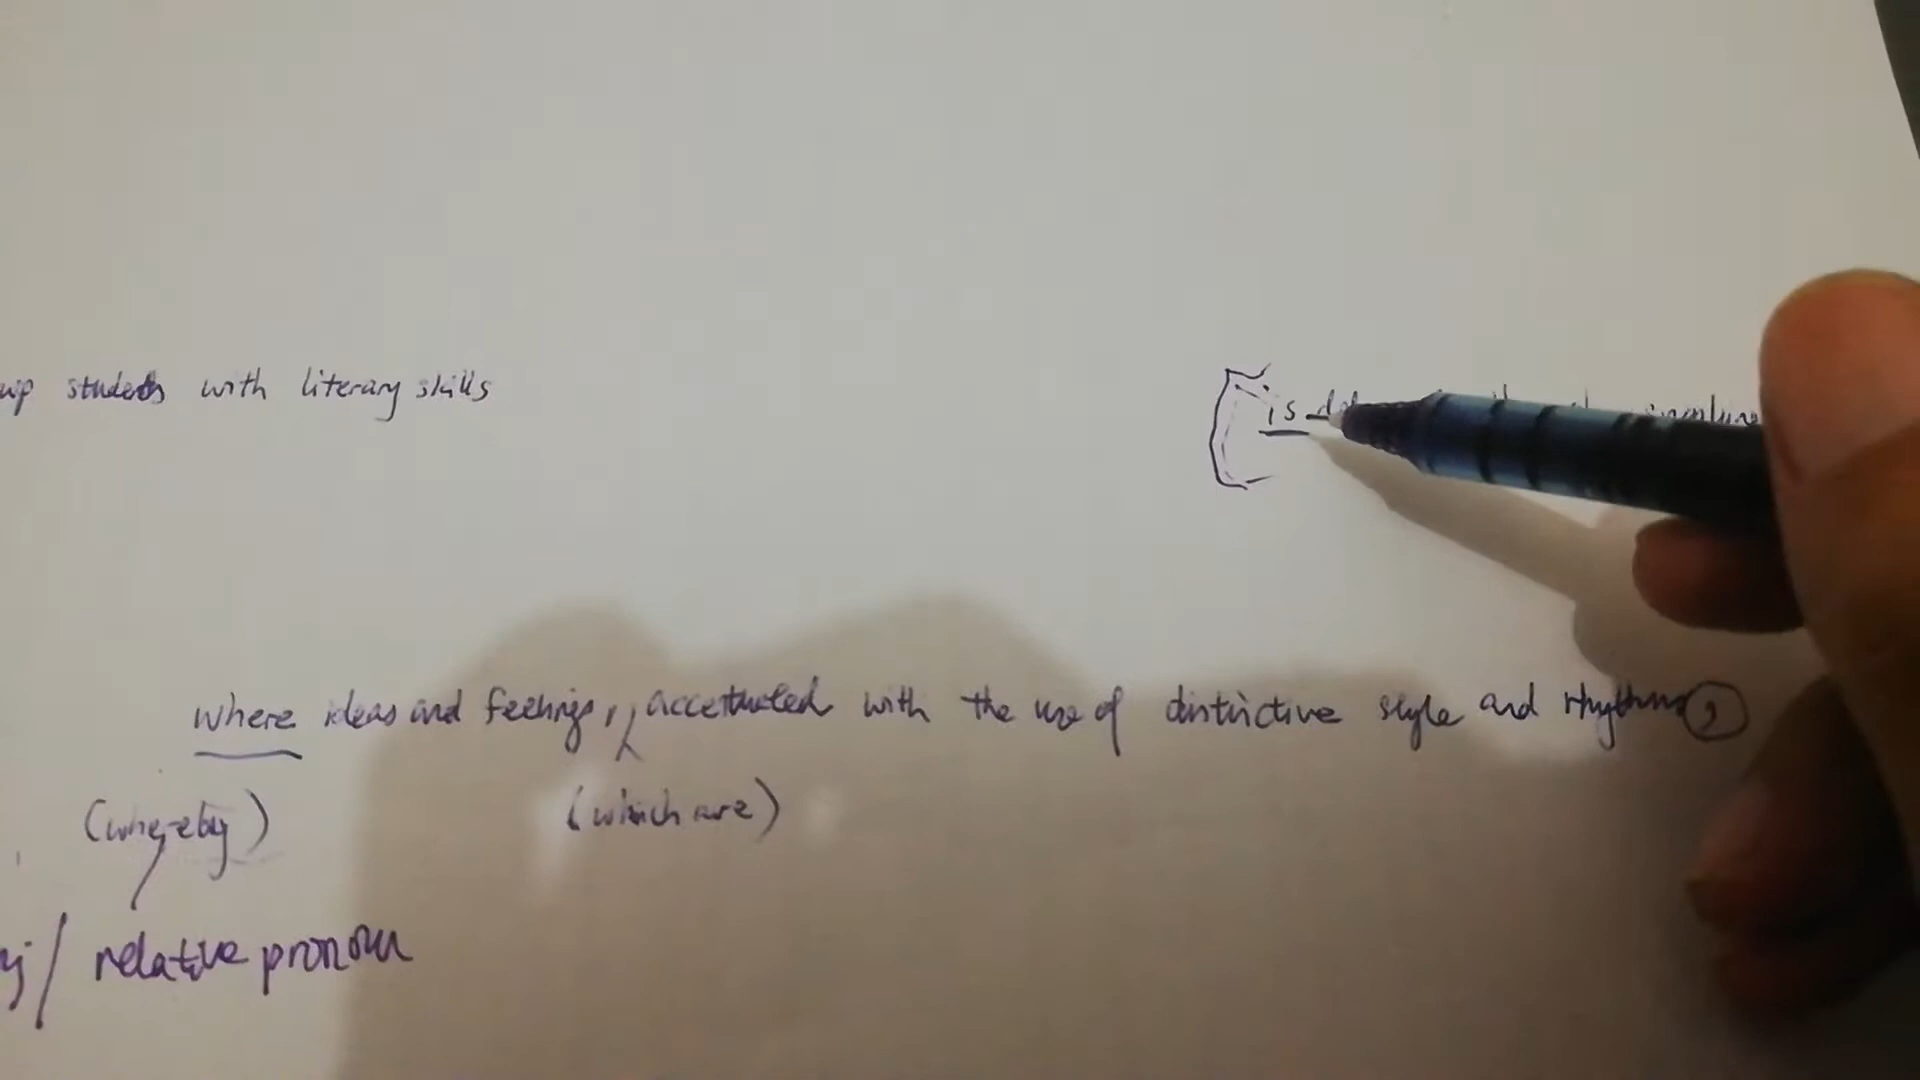 students with literary skills
is
where ideas and feelings, accentuated with the use of distinctive style and rhythms,
(whereby) (which are)
/ relative pronoun